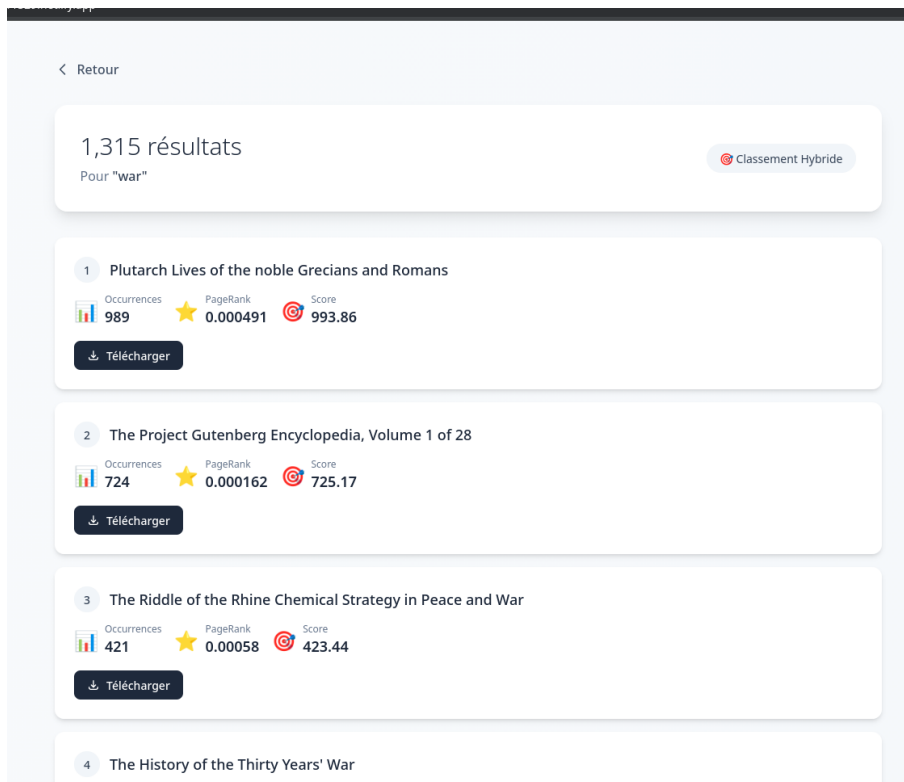 Retour
1,315 résultats
Pour "war"
Classement Hybride
1 Plutarch Lives of the noble Grecians and Romans
Occurrences PageRank Score
989 0.000491 993.86
Télécharger
2 The Project Gutenberg Encyclopedia, Volume 1 of 28
Occurrences PageRank Score
724 0.000162 725.17
Télécharger
3 The Riddle of the Rhine Chemical Strategy in Peace and War
Occurrences PageRank Score
421 0.00058 423.44
Télécharger
4 The History of the Thirty Years' War